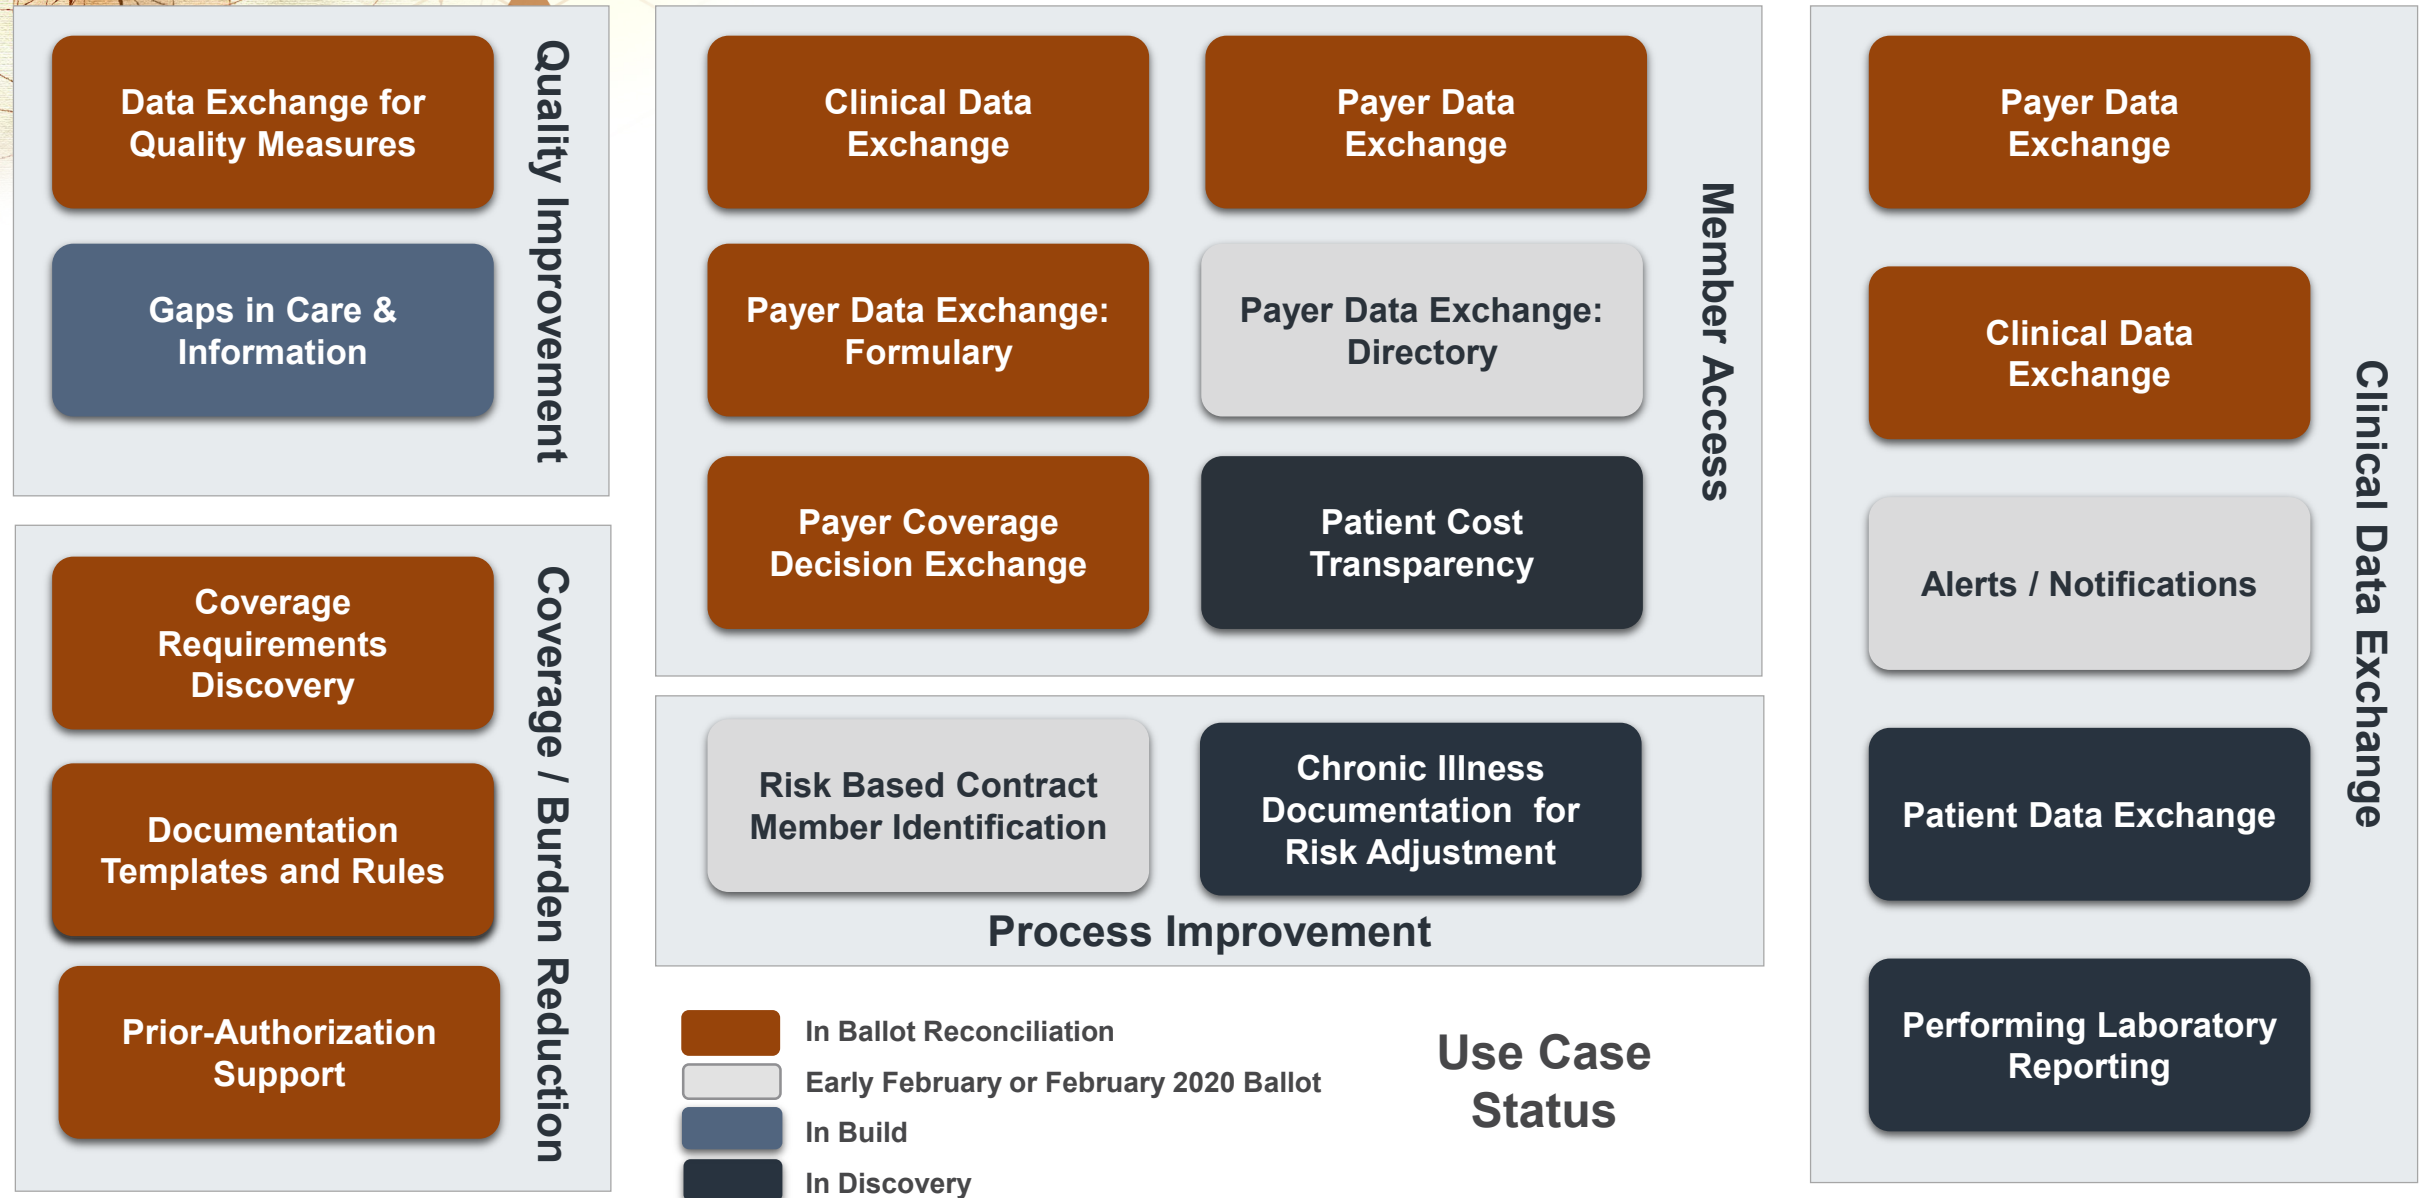 Data Exchange for
Quality Measures
Gaps in Care &
Information
Quality Improvement
Coverage
Requirements
Discovery
Documentation
Templates and Rules
Prior-Authorization
Support
Coverage / Burden Reduction
Clinical Data
Exchange
Payer Data
Exchange
Payer Data Exchange:
Formulary
Payer Data Exchange:
Directory
Payer Coverage
Decision Exchange
Patient Cost
Transparency
Member Access
Risk Based Contract
Member Identification
Chronic Illness
Documentation for
Risk Adjustment
Process Improvement
In Ballot Reconciliation
Early February or February 2020 Ballot
In Build
In Discovery
Use Case
Status
Payer Data
Exchange
Clinical Data
Exchange
Alerts / Notifications
Patient Data Exchange
Performing Laboratory
Reporting
Clinical Data Exchange